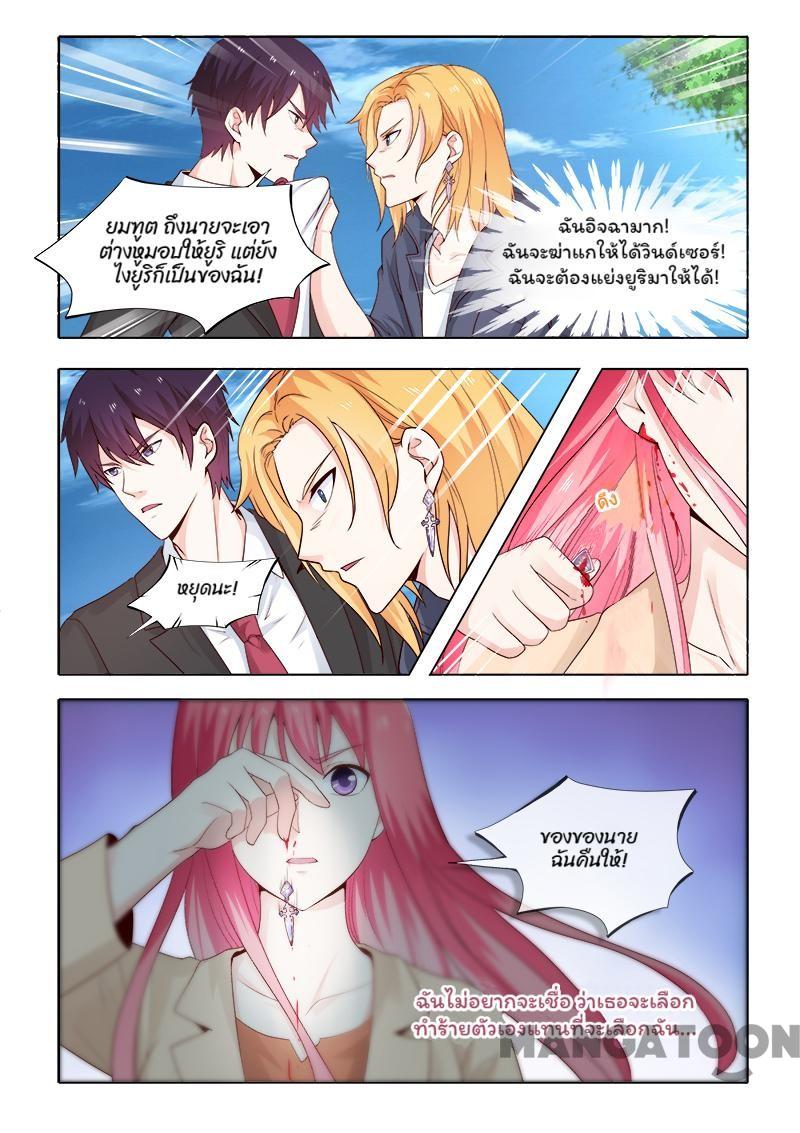 ยมทูต ถึงนายจะเอา
ต่างหูมอบให้ยูริ แต่ยัง
ไงยูริก็เป็นของฉัน!
ฉันอิจฉามาก!
ฉันจะฆ่าแกให้ได้วินด์เซอร์!
ฉันจะต้องแย่งยูริมาให้ได้!
หยุดนะ!
ดึง
ของของนาย
ฉันคืนให้!
ฉันไม่อยากจะเชื่อ ว่าเธอจะเลือก
ทำร้ายตัวเองแทนที่จะเลือกฉัน...
MANGATOON